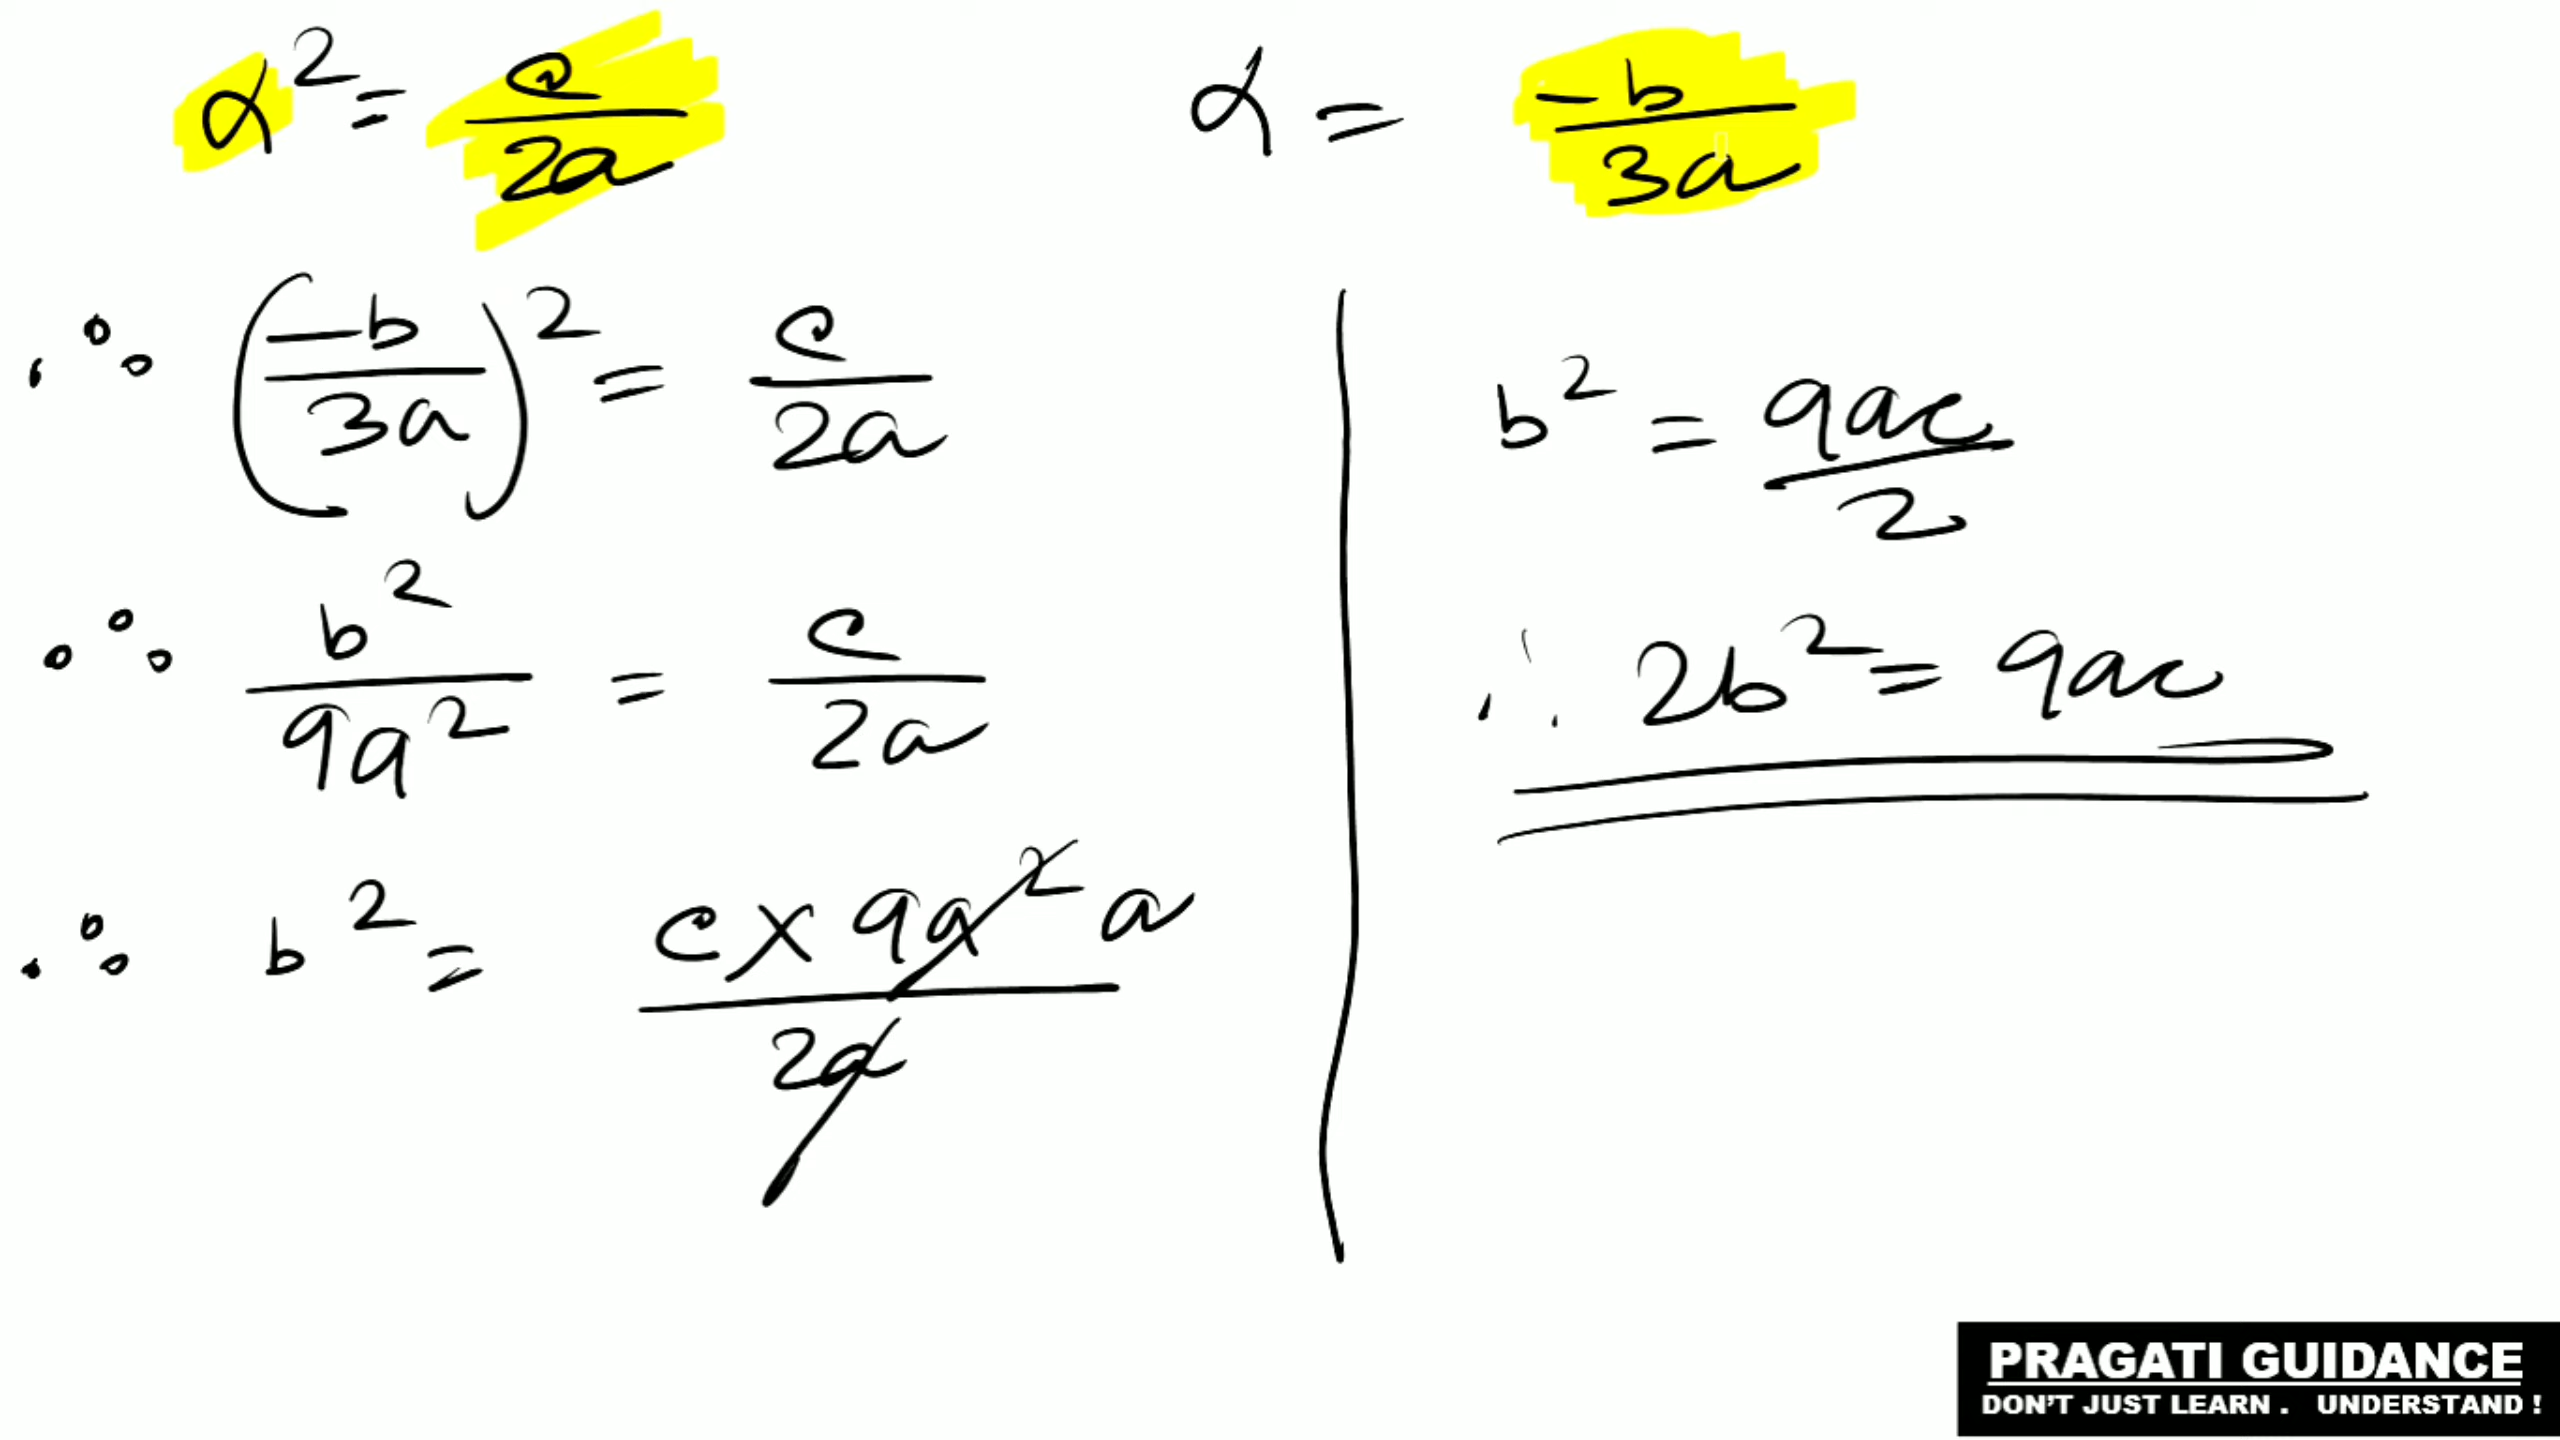 α² = c/2a
α = -b/3a
∴ (-b/3a)² = c/2a
∴ b²/9a² = c/2a
∴ b² = c × 9a² a / 2a
b² = 9ac/2
∴ 2b² = 9ac
PRAGATI GUIDANCE
DON'T JUST LEARN . UNDERSTAND !